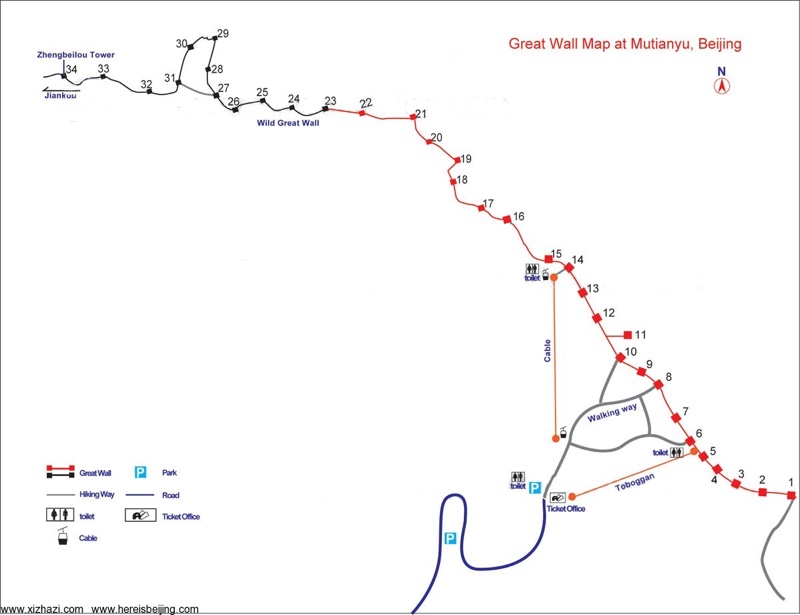 Great Wall Map at Mutianyu, Beijing
N
Zhengbeilou Tower
34
33
32
31
30
29
28
27
26
25
24
23
22
21
20
19
18
17
16
15
14
13
12
11
10
9
8
7
6
5
4
3
2
1
Jiankou
Wild Great Wall
toilet
Cable
Walking way
toilet
Toboggan
toilet
P
Ticket Office
P
Great Wall
P Park
Hiking Way
Road
toilet
Ticket Office
Cable
www.xizhazi.com www.hereisbeijing.com